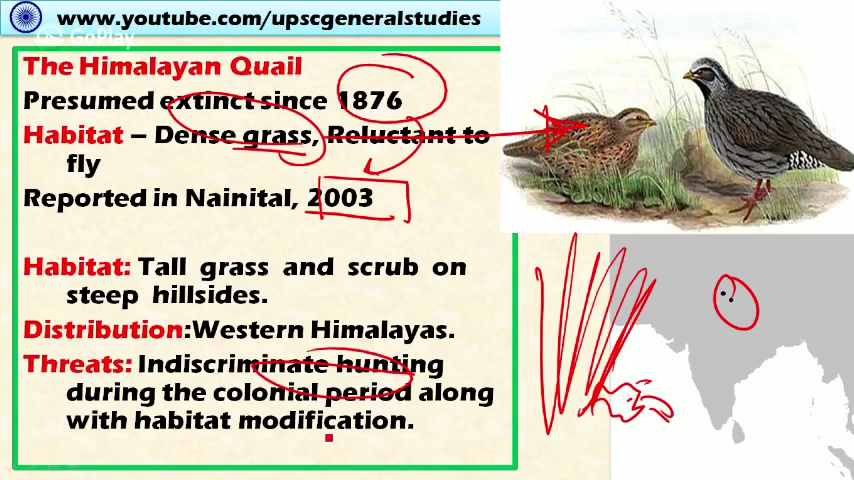 www.youtube.com/upscgeneralstudies
GoPlay
The Himalayan Quail
Presumed extinct since 1876
Habitat – Dense grass, Reluctant to
fly
Reported in Nainital, 2003
Habitat: Tall grass and scrub on
steep hillsides.
Distribution:Western Himalayas.
Threats: Indiscriminate hunting
during the colonial period along
with habitat modification.